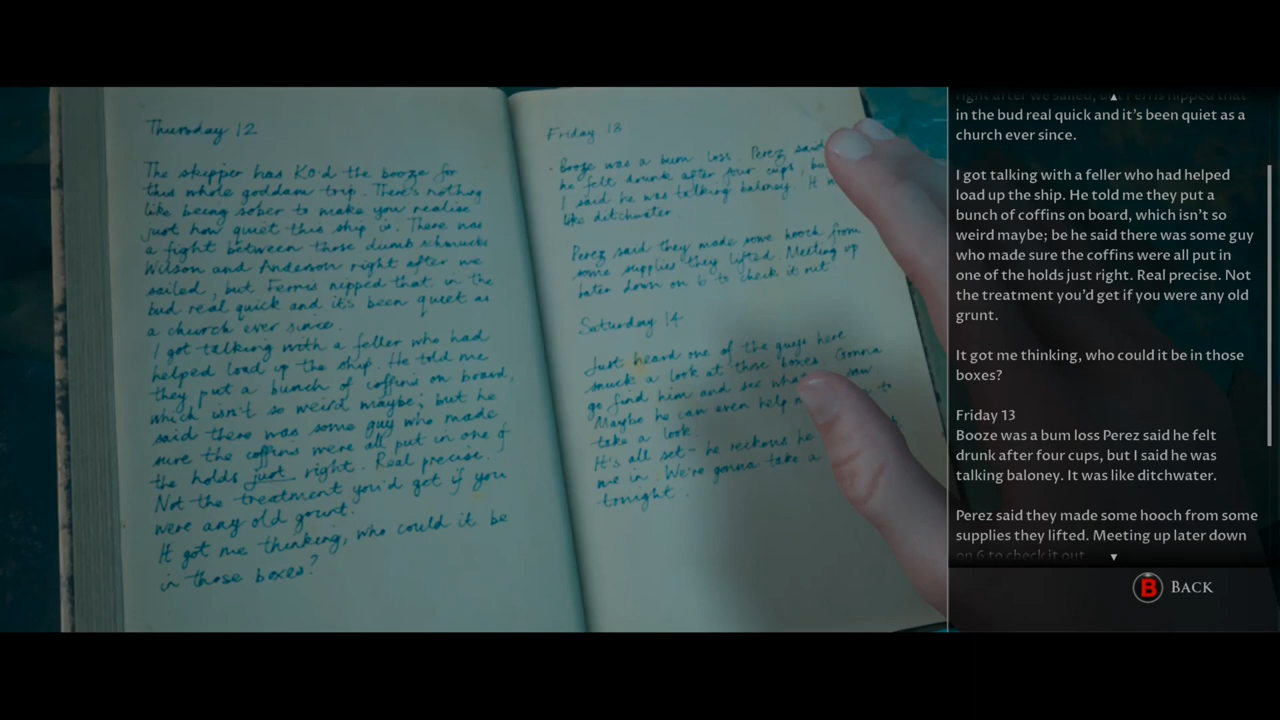 Thursday 12
The skipper has KO'd the booze for
this whole goddam trip. There's nothing
like being sober to make you realise
just how quiet this ship is. There was
a fight between those dumb schmucks
Wilson and Anderson right after we
sailed, but Ferris nipped that in the
bud real quick and it's been quiet as
a church ever since.
I got talking with a feller who had
helped load up the ship. He told me
they put a bunch of coffins on board,
which isn't so weird maybe; but he
said there was some guy who made
sure the coffins were all put in one of
the holds just right. Real precise.
Not the treatment you'd get if you
were any old grunt.
It got me thinking, who could it be
in those boxes?
Friday 13
Booze was a bum loss. Perez said
he felt drunk after four cups, but
I said he was talking baloney. It
like ditchwater.
Perez said they made some hooch from
some supplies they lifted. Meeting up
later down on 6 to check it out
Saturday 14
Just heard one of the guys here
snuck a look at those boxes. Gonna
go find him and see what saw
Maybe he can even help to
take a look.
It's all set - he reckons he
me in. We're gonna take a
tonight.
right after we sailed, but Ferris nipped that
in the bud real quick and it's been quiet as a
church ever since.
I got talking with a feller who had helped
load up the ship. He told me they put a
bunch of coffins on board, which isn't so
weird maybe; be he said there was some guy
who made sure the coffins were all put in
one of the holds just right. Real precise. Not
the treatment you'd get if you were any old
grunt.
It got me thinking, who could it be in those
boxes?
Friday 13
Booze was a bum loss Perez said he felt
drunk after four cups, but I said he was
talking baloney. It was like ditchwater.
Perez said they made some hooch from some
supplies they lifted. Meeting up later down
on 6 to check it out
B BACK